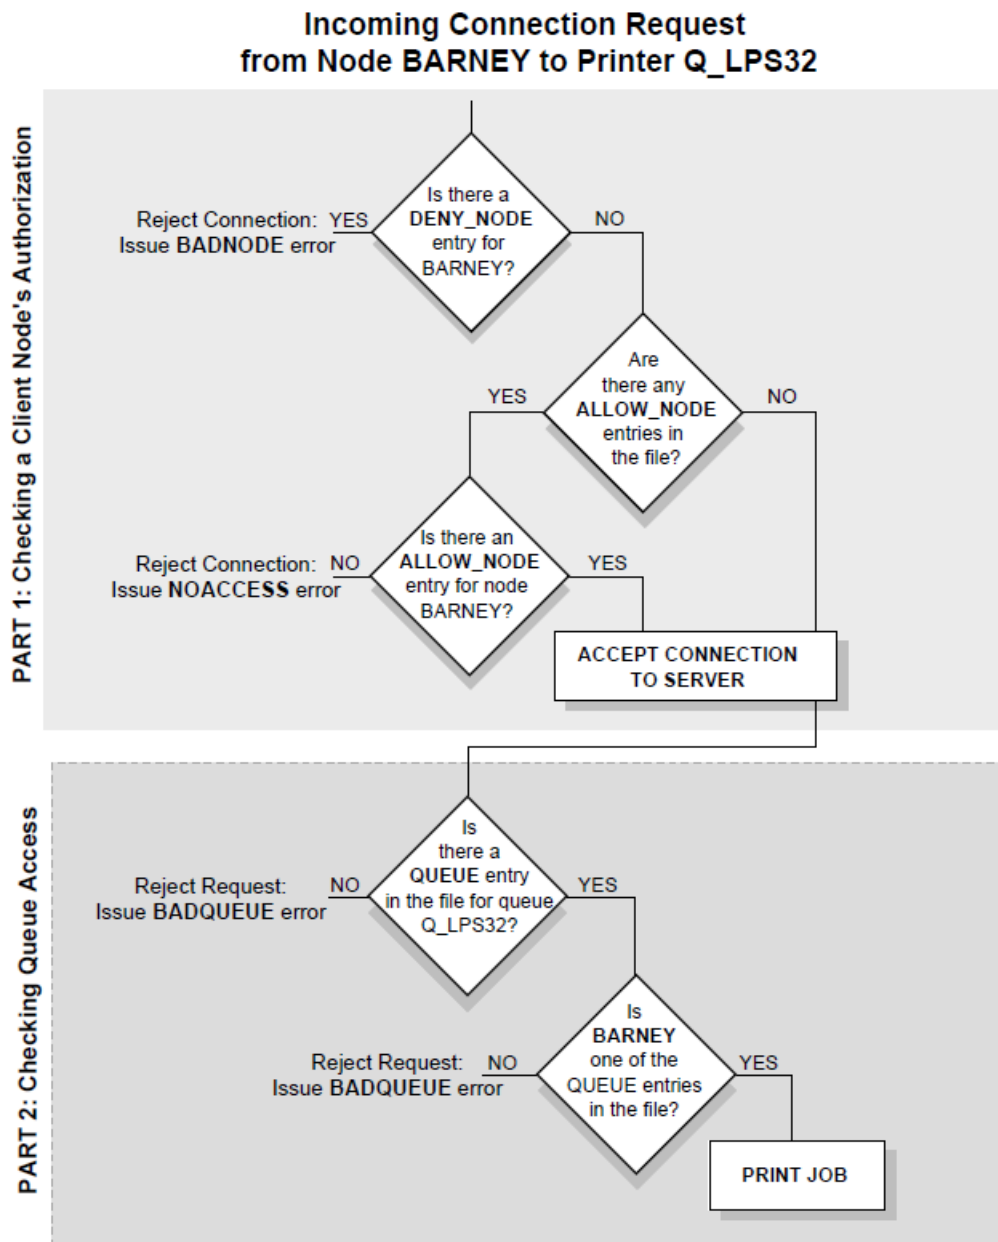 Incoming Connection Request
from Node BARNEY to Printer Q_LPS32
PART 1: Checking a Client Node's Authorization
Is there a
DENY_NODE
entry for
BARNEY?
YES
Reject Connection:
Issue BADNODE error
NO
Are
there any
ALLOW_NODE
entries in
the file?
YES
NO
Is there an
ALLOW_NODE
entry for node
BARNEY?
NO
Reject Connection:
Issue NOACCESS error
YES
ACCEPT CONNECTION
TO SERVER
PART 2: Checking Queue Access
Is
there a
QUEUE entry
in the file for queue
Q_LPS32?
NO
Reject Request:
Issue BADQUEUE error
YES
Is
BARNEY
one of the
QUEUE entries
in the file?
NO
Reject Request:
Issue BADQUEUE error
YES
PRINT JOB